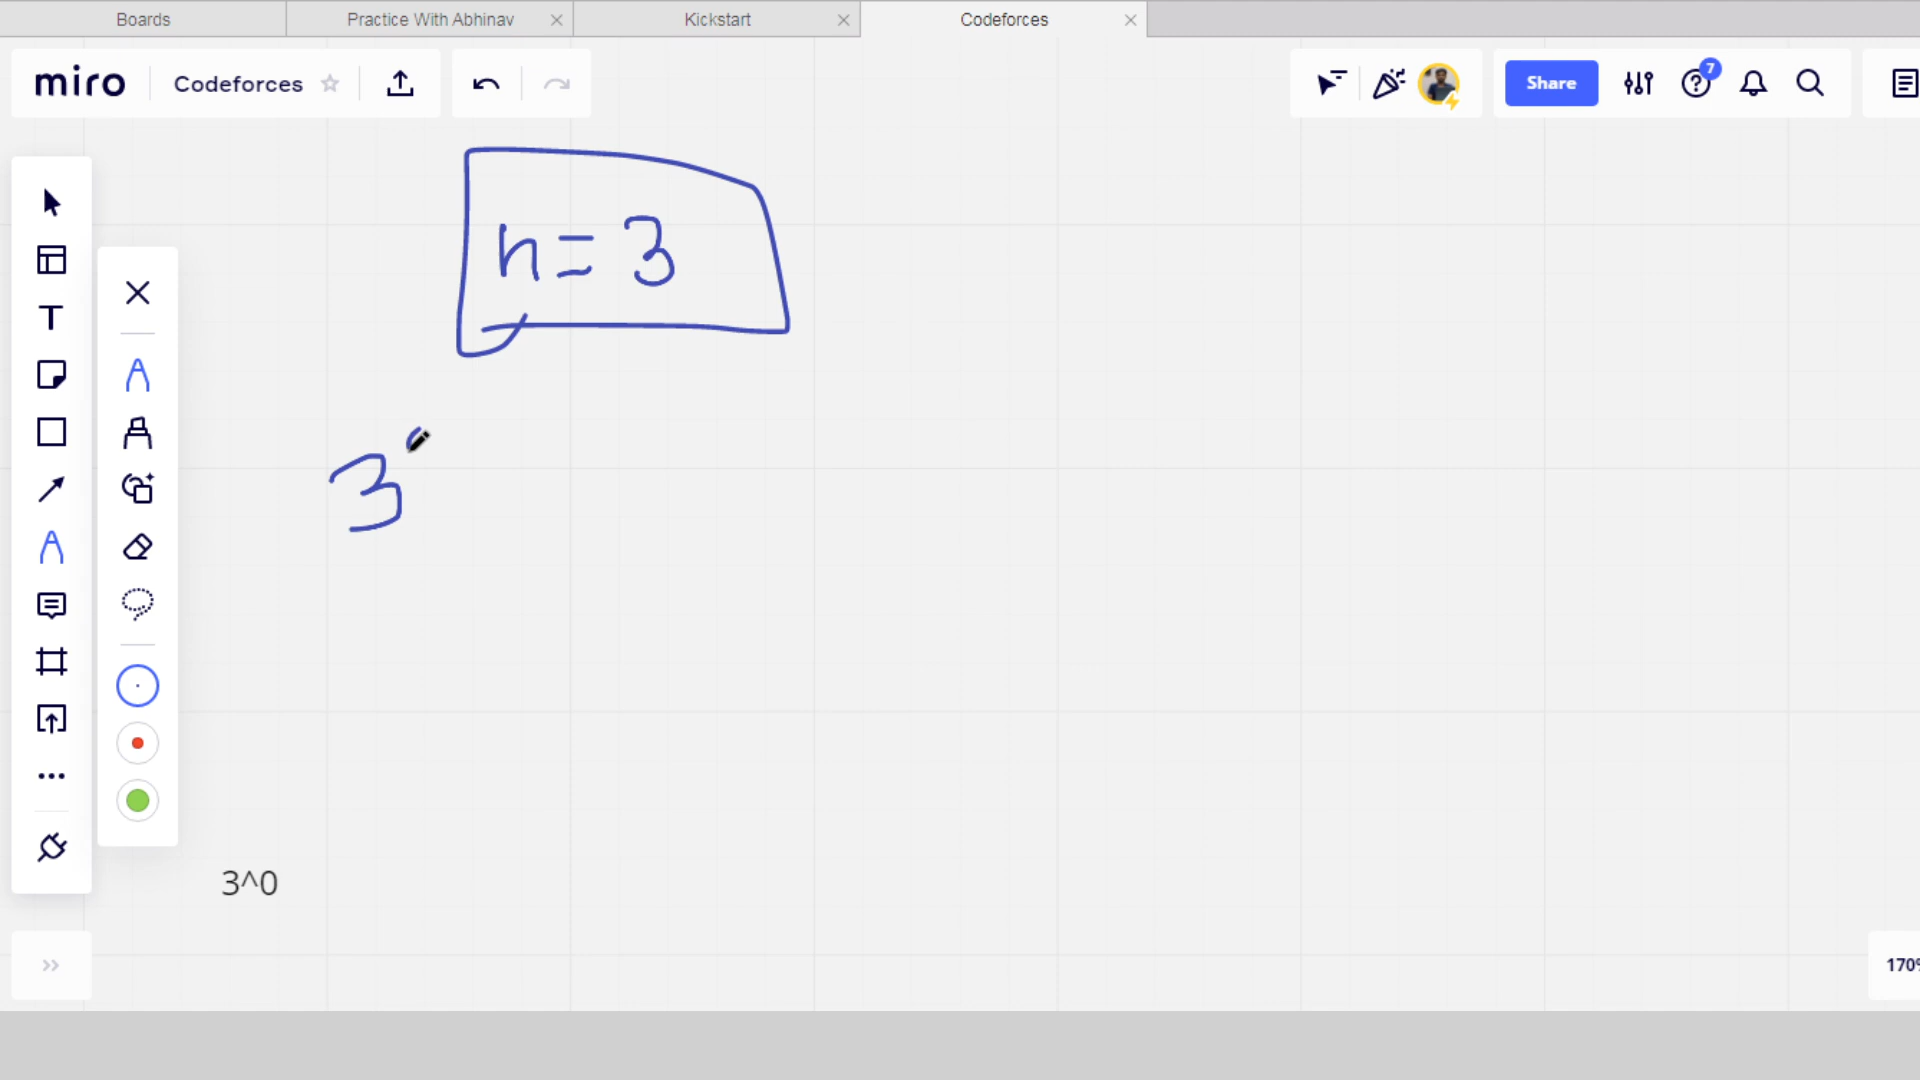 Boards Practice With Abhinav Kickstart Codeforces
miro Codeforces Share 7
n = 3
3
3^0
170%